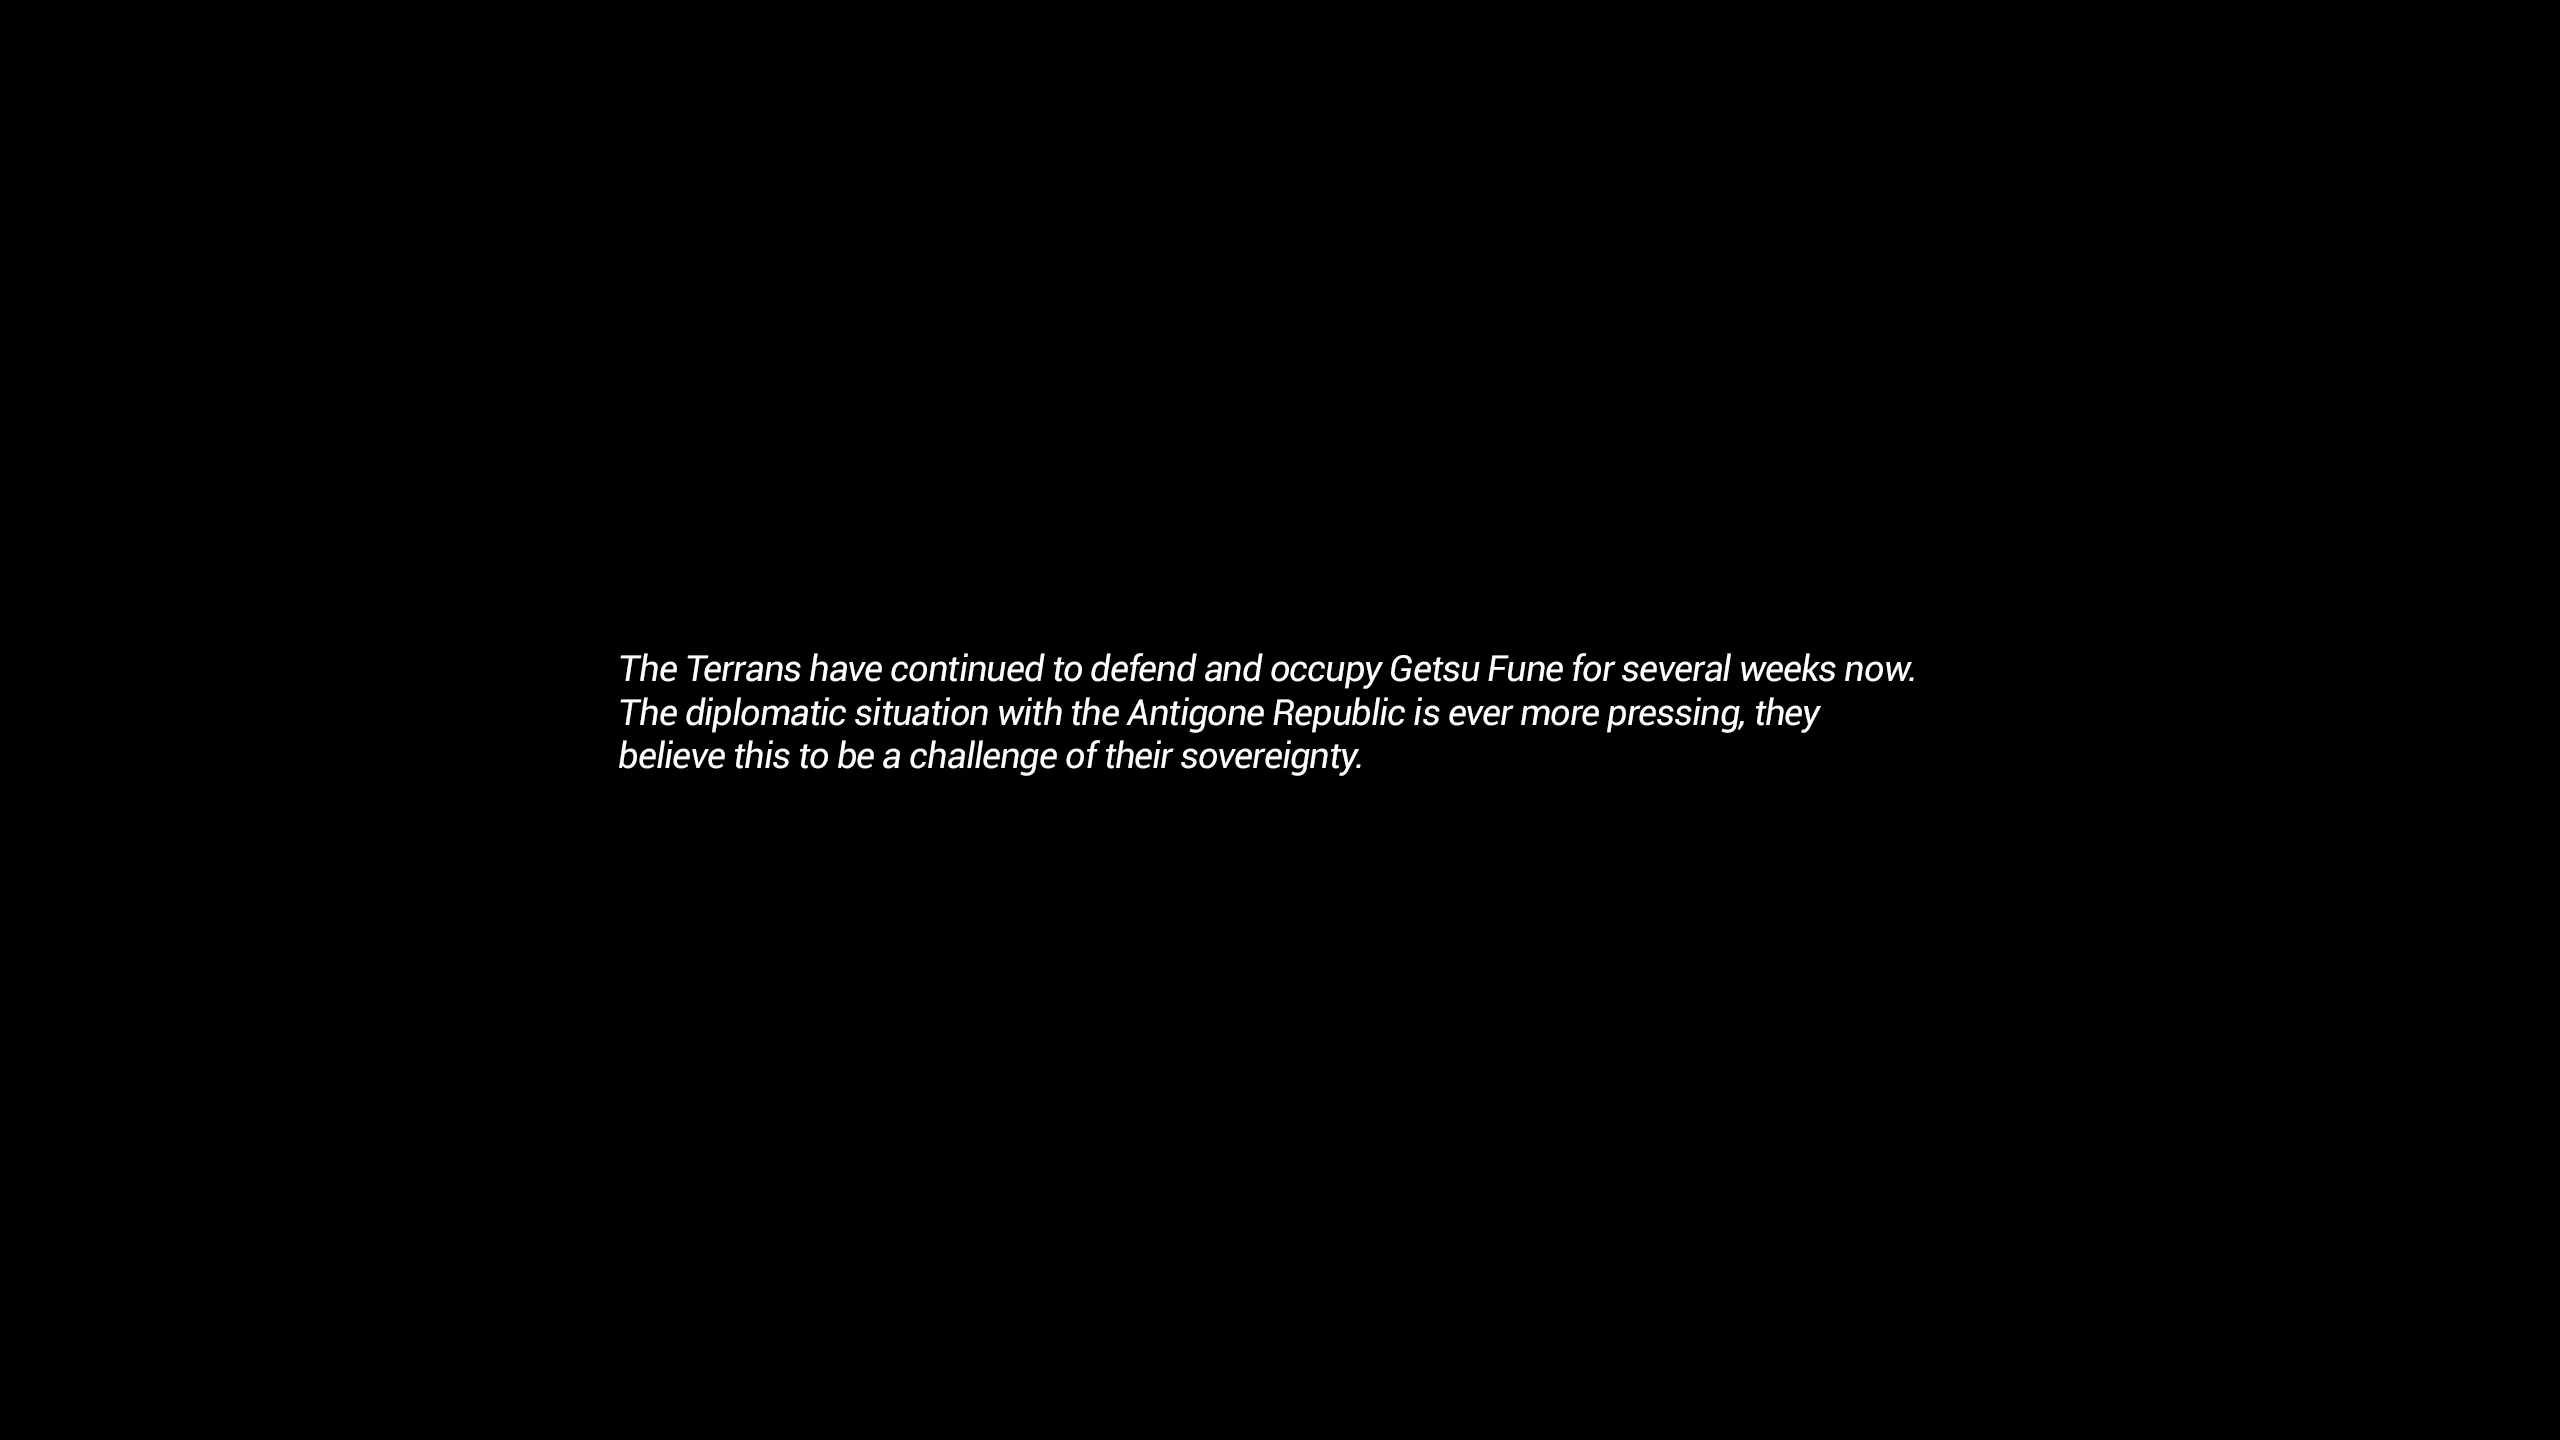 The Terrans have continued to defend and occupy Getsu Fune for several weeks now.
The diplomatic situation with the Antigone Republic is ever more pressing, they
believe this to be a challenge of their sovereignty.